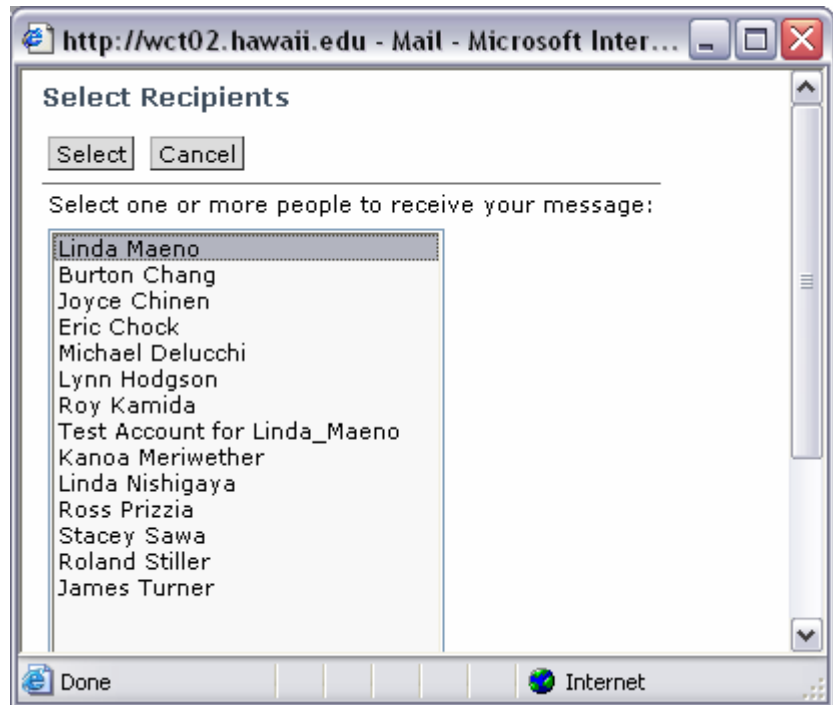 http://wct02.hawaii.edu - Mail - Microsoft Inter...
Select Recipients
Select Cancel
Select one or more people to receive your message:
Linda Maeno
Burton Chang
Joyce Chinen
Eric Chock
Michael Delucchi
Lynn Hodgson
Roy Kamida
Test Account for Linda_Maeno
Kanoa Meriwether
Linda Nishigaya
Ross Prizzia
Stacey Sawa
Roland Stiller
James Turner
Done Internet